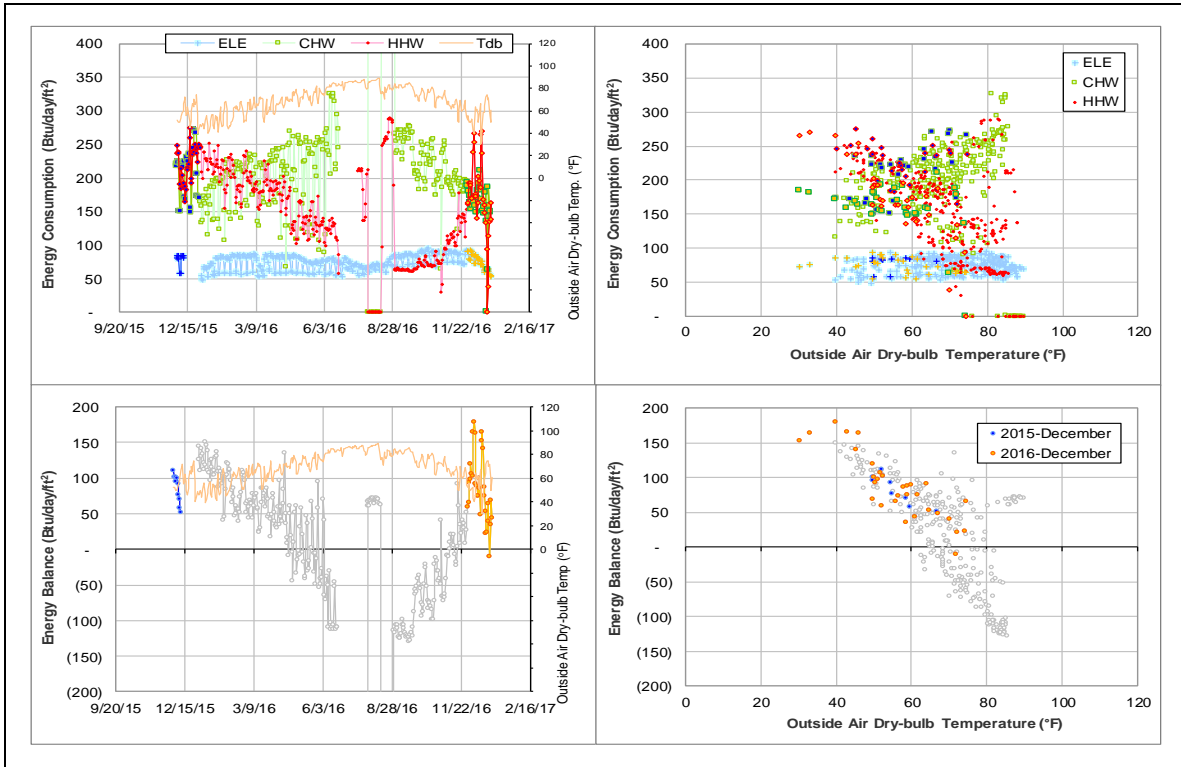 ELE CHW HHW Tdb
Energy Consumption (Btu/day/ft²)
400
350
300
250
200
150
100
50
-
120
100
80
60
40
20
0
Outside Air Dry-bulb Temp. (°F)
9/20/15 12/15/15 3/9/16 6/3/16 8/28/16 11/22/16 2/16/17
ELE
CHW
HHW
Energy Consumption (Btu/day/ft²)
400
350
300
250
200
150
100
50
-
0 20 40 60 80 100 120
Outside Air Dry-bulb Temperature (°F)
Energy Balance (Btu/day/ft²)
200
150
100
50
-
(50)
(100)
(150)
(200)
120
100
80
60
40
20
0
Outside Air Dry-bulb Temp (°F)
9/20/15 12/15/15 3/9/16 6/3/16 8/28/16 11/22/16 2/16/17
2015-December
2016-December
Energy Balance (Btu/day/ft²)
200
150
100
50
-
(50)
(100)
(150)
(200)
0 20 40 60 80 100 120
Outside Air Dry-bulb Temperature (°F)